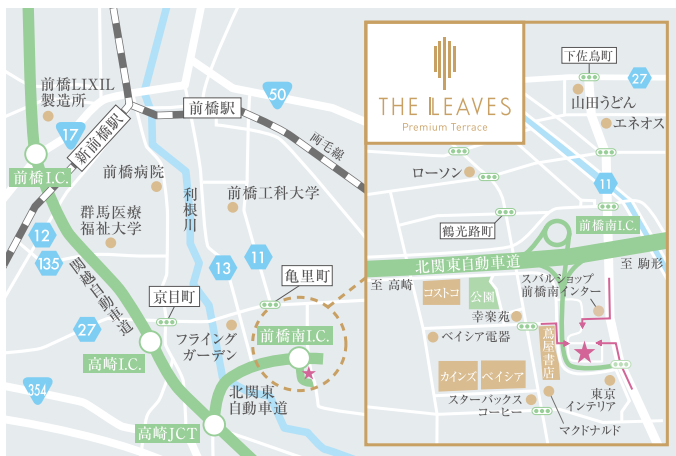 前橋LIXIL
製造所
17
新前橋駅
前橋駅
50
両毛線
前橋I.C.
前橋病院
利根川
前橋工科大学
群馬医療
福祉大学
12
135
関越自動車道
13
11
亀里町
京目町
27
フライング
ガーデン
前橋南I.C.
高崎I.C.
354
北関東
自動車道
高崎JCT
THE LEAVES
Premium Terrace
下佐鳥町
27
山田うどん
エネオス
ローソン
11
鶴光路町
前橋南I.C.
北関東自動車道
至 高崎
至 駒形
コストコ
公園
スバルショップ
前橋南インター
幸楽苑
ベイシア電器
蔦屋書店
カインズ
ベイシア
スターバックス
コーヒー
東京
インテリア
マクドナルド